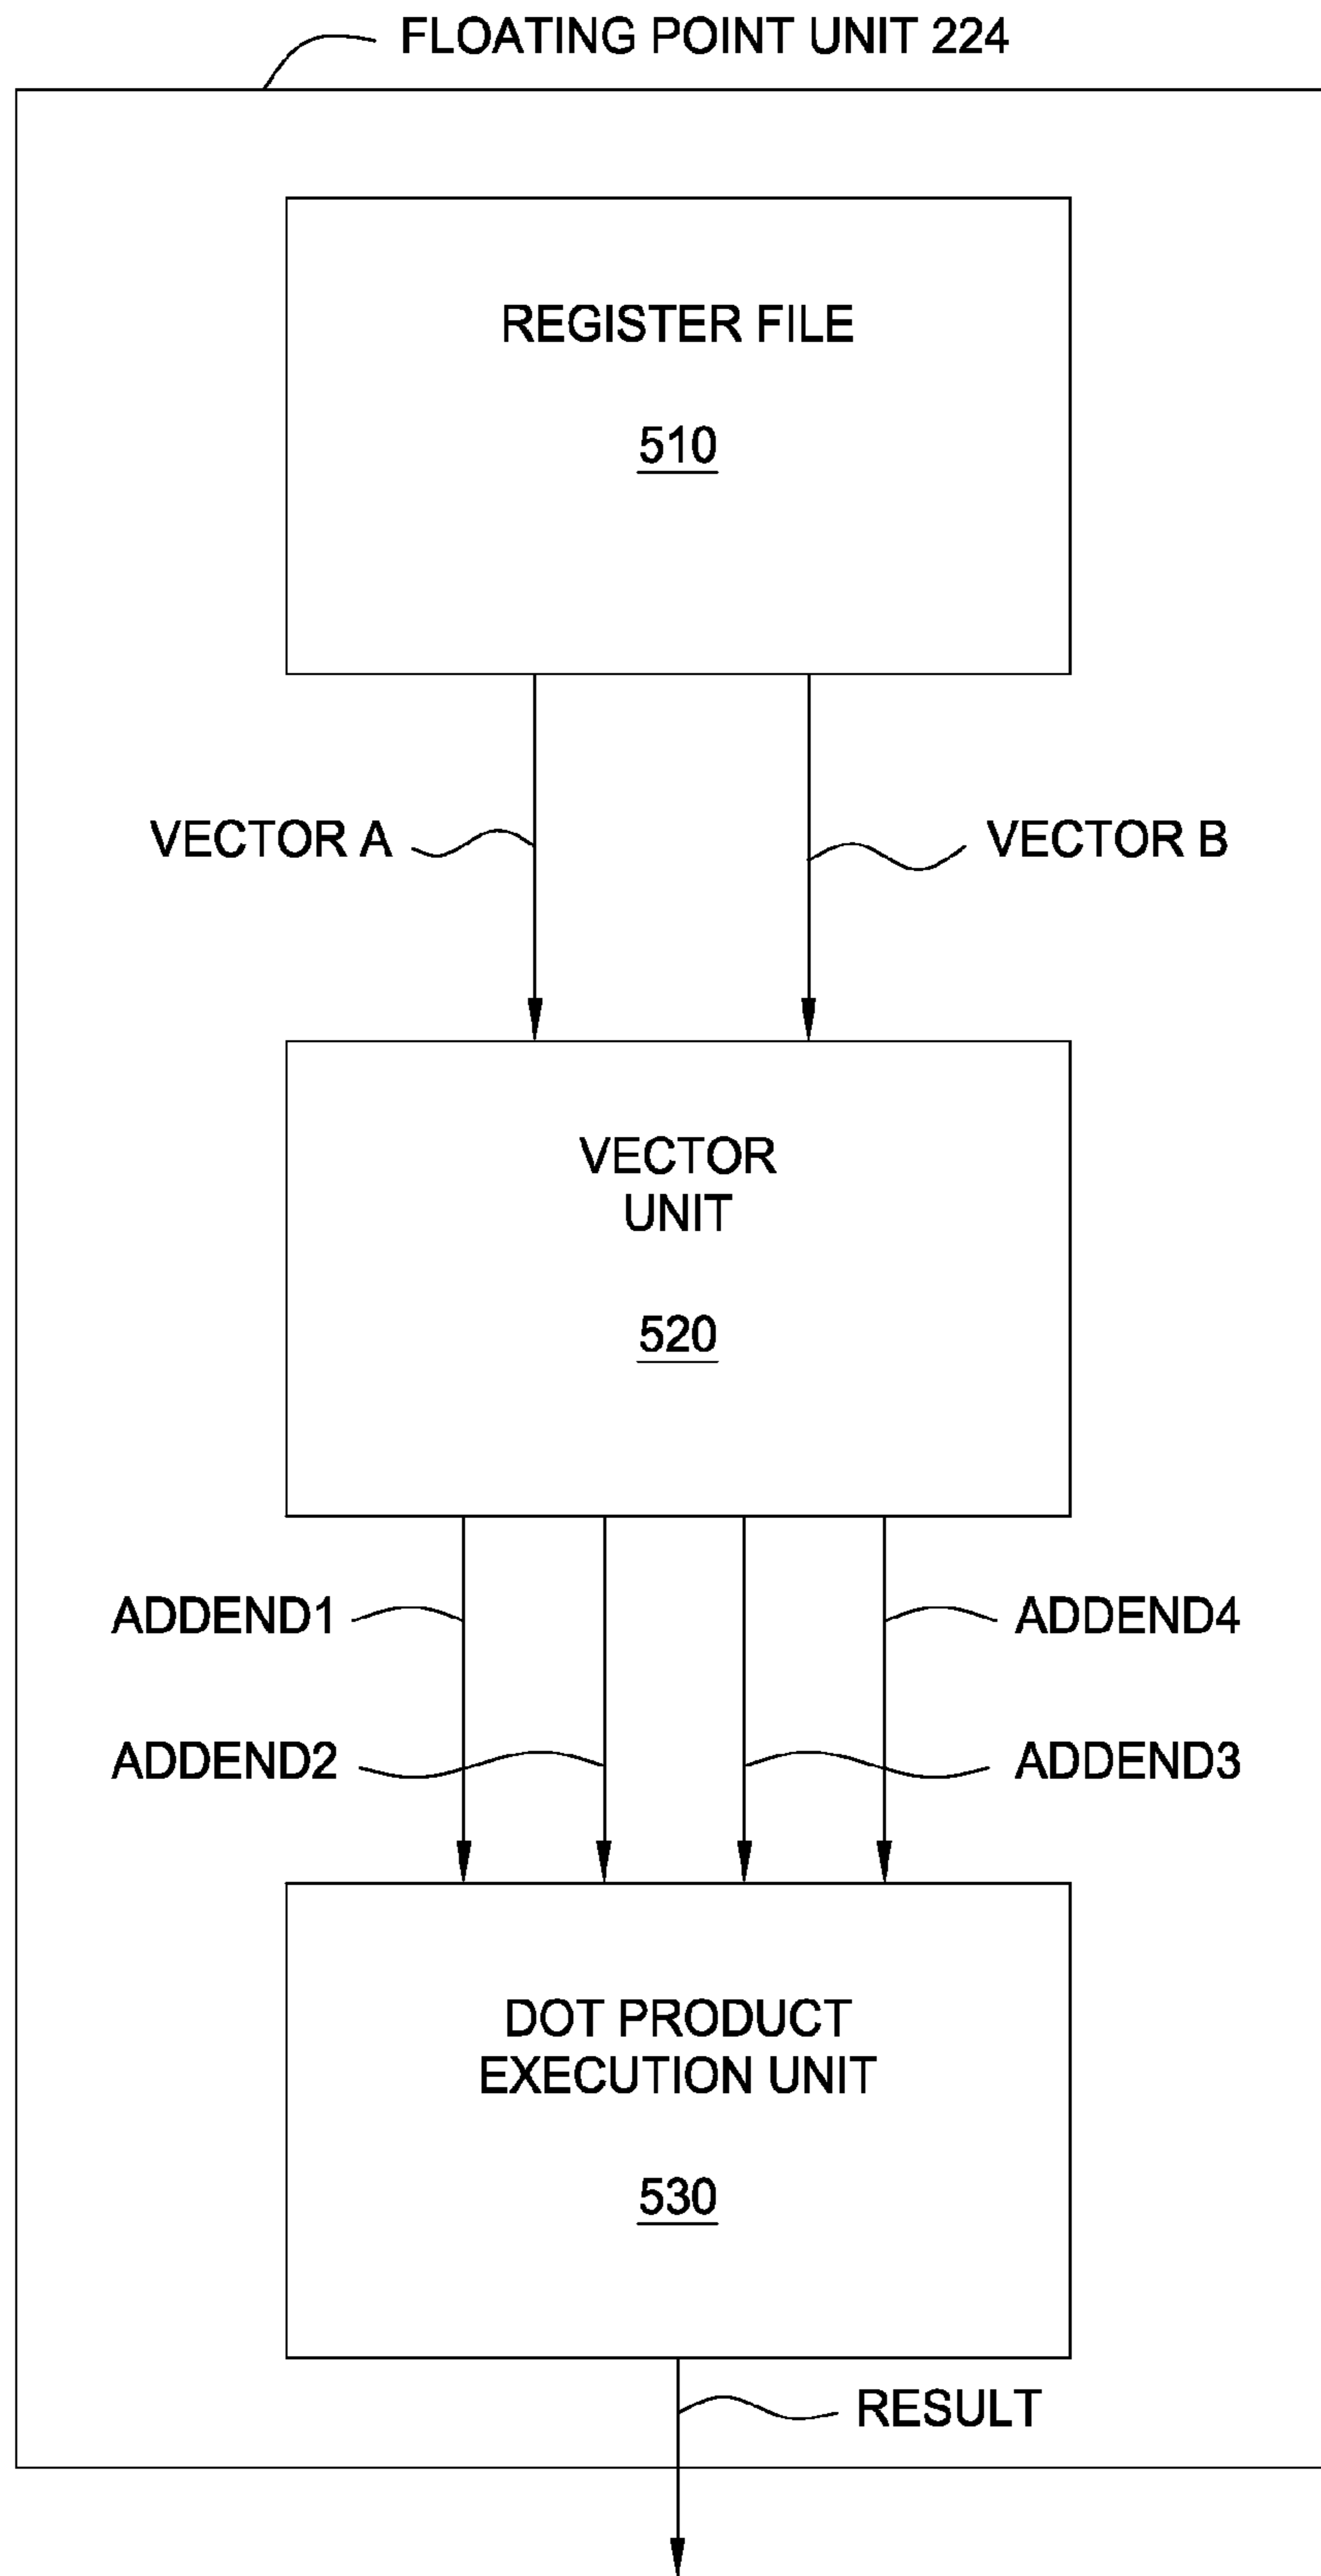 FLOATING POINT UNIT 224
REGISTER FILE
510
VECTOR A
VECTOR B
VECTOR
UNIT
520
ADDEND1
ADDEND4
ADDEND2
ADDEND3
DOT PRODUCT
EXECUTION UNIT
530
RESULT